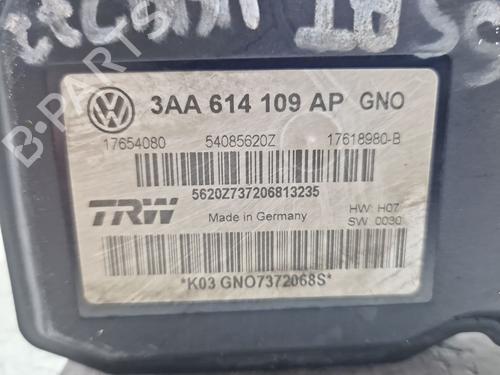 3AA 614 109 AP GNO
17654080 54085620Z 17618980-B
5620Z737206813235
TRW
Made in Germany
HW: H07
SW 0030
*K03 GNO7372068S*
B-PARTS